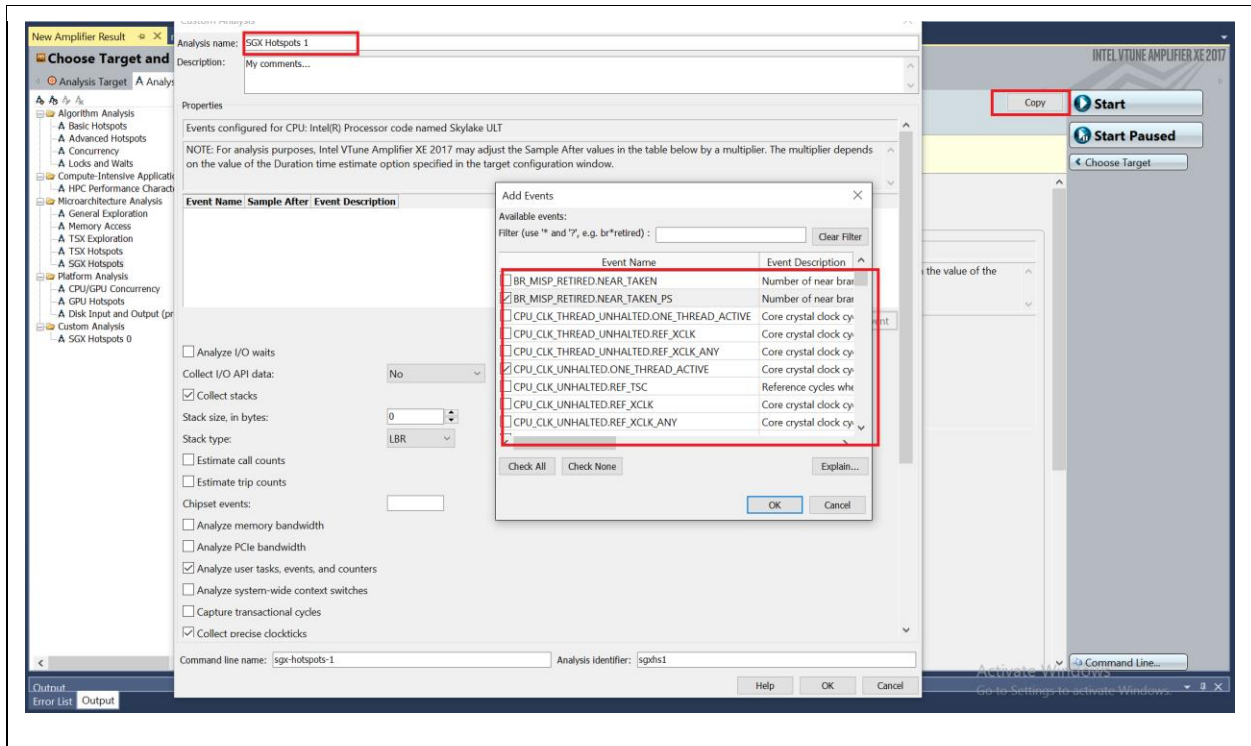 New Amplifier Result
Choose Target and
Analysis Target
Algorithm Analysis
Basic Hotspots
Advanced Hotspots
Concurrency
Locks and Waits
Compute-Intensive Applicati
HPC Performance Charact
Microarchitecture Analysis
General Exploration
Memory Access
TSX Exploration
TSX Hotspots
SGX Hotspots
Platform Analysis
CPU/GPU Concurrency
GPU Hotspots
Disk Input and Output (pr
Custom Analysis
SGX Hotspots 0
Custom Analysis
Analysis name: SGX Hotspots 1
Description: My comments...
Properties
Events configured for CPU: Intel(R) Processor code named Skylake ULT
NOTE: For analysis purposes, Intel VTune Amplifier XE 2017 may adjust the Sample After values in the table below by a multiplier. The multiplier depends
on the value of the Duration time estimate option specified in the target configuration window.
Event Name Sample After Event Description
Analyze I/O waits
Collect I/O API data: No
Collect stacks
Stack size, in bytes: 0
Stack type: LBR
Estimate call counts
Estimate trip counts
Chipset events:
Analyze memory bandwidth
Analyze PCIe bandwidth
Analyze user tasks, events, and counters
Analyze system-wide context switches
Capture transactional cycles
Collect precise clockticks
Command line name: sgx-hotspots-1 Analysis identifier: sgxhs1
Help OK Cancel
Add Events
Available events:
Filter (use '*' and '?', e.g. br*retired) : Clear Filter
Event Name Event Description
BR_MISP_RETIRED.NEAR_TAKEN Number of near bran
BR_MISP_RETIRED.NEAR_TAKEN_PS Number of near bran
CPU_CLK_THREAD_UNHALTED.ONE_THREAD_ACTIVE Core crystal clock cy
CPU_CLK_THREAD_UNHALTED.REF_XCLK Core crystal clock cy
CPU_CLK_THREAD_UNHALTED.REF_XCLK_ANY Core crystal clock cy
CPU_CLK_UNHALTED.ONE_THREAD_ACTIVE Core crystal clock cy
CPU_CLK_UNHALTED.REF_TSC Reference cycles whe
CPU_CLK_UNHALTED.REF_XCLK Core crystal clock cy
CPU_CLK_UNHALTED.REF_XCLK_ANY Core crystal clock cy
Check All Check None Explain...
OK Cancel
INTEL VTUNE AMPLIFIER XE 2017
Copy
Start
Start Paused
Choose Target
the value of the
Command Line...
Activate Windows
Go to Settings to activate Windows.
Output
Error List Output